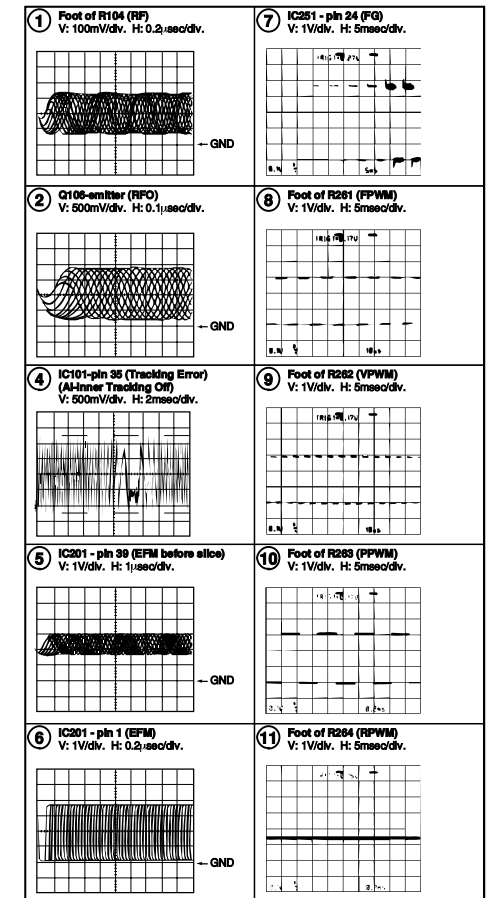 1 Foot of R104 (RF)
V: 100mV/div. H: 0.2μsec/div.
GND
2 Q106-emitter (RFO)
V: 500mV/div. H: 0.1μsec/div.
GND
4 IC101-pin 35 (Tracking Error)
(Al-inner Tracking Off)
V: 500mV/div. H: 2msec/div.
5 IC201 - pin 39 (EFM before slice)
V: 1V/div. H: 1μsec/div.
GND
6 IC201 - pin 1 (EFM)
V: 1V/div. H: 0.2μsec/div.
GND
7 IC251 - pin 24 (FG)
V: 1V/div. H: 5msec/div.
8 Foot of R261 (FPWM)
V: 1V/div. H: 5msec/div.
9 Foot of R262 (VPWM)
V: 1V/div. H: 5msec/div.
10 Foot of R263 (PPWM)
V: 1V/div. H: 5msec/div.
11 Foot of R264 (RPWM)
V: 1V/div. H: 5msec/div.